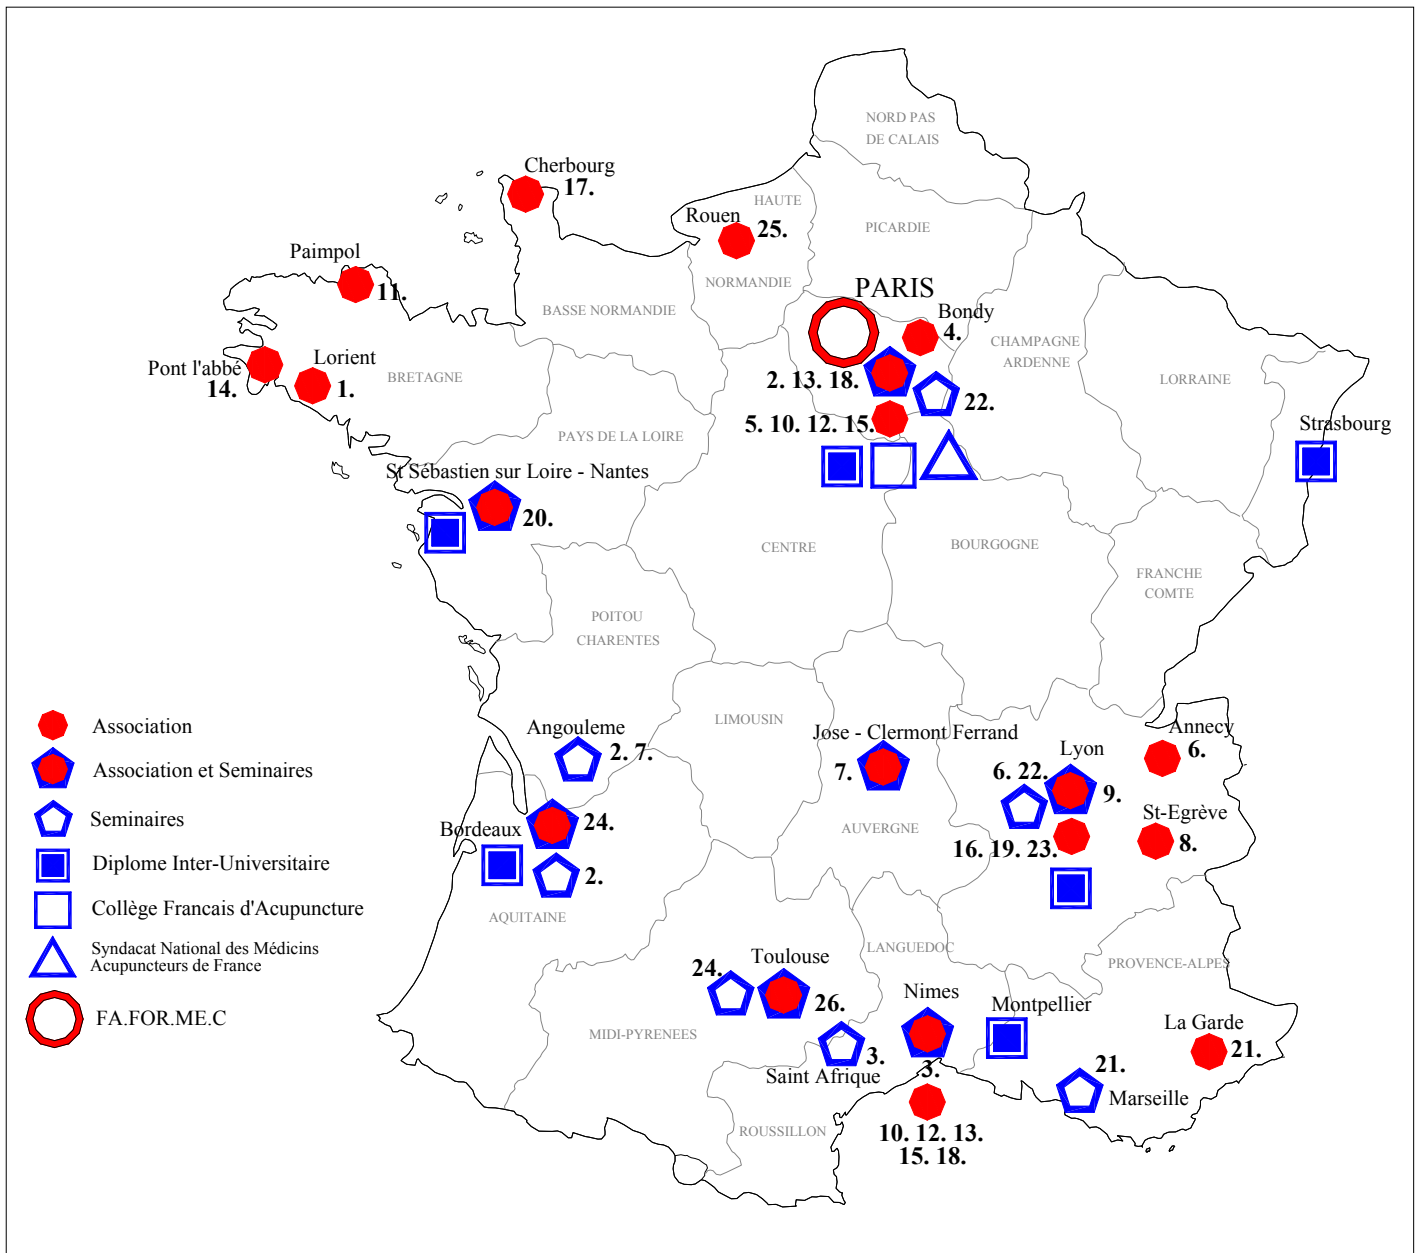 NORD PAS
DE CALAIS
Cherbourg
17.
HAUTE
Rouen
25.
PICARDIE
Paimpol
11.
NORMANDIE
PARIS
BASSE NORMANDIE
Bondy
4.
CHAMPAGNE
ARDENNE
Pont l'abbé
14.
Lorient
1.
BRETAGNE
2. 13. 18.
22.
LORRAINE
5. 10. 12. 15.
Strasbourg
PAYS DE LA LOIRE
St Sébastien sur Loire - Nantes
20.
CENTRE
BOURGOGNE
FRANCHE
COMTE
POITOU
CHARENTES
LIMOUSIN
Angouleme
2. 7.
Jose - Clermont Ferrand
7.
Lyon
6. 22.
9.
Annecy
6.
Bordeaux
24.
2.
AUVERGNE
16. 19. 23.
St-Egrève
8.
AQUITAINE
LANGUEDOC
PROVENCE-ALPES
Toulouse
24.
26.
Nimes
3.
Montpellier
La Garde
21.
MIDI-PYRENEES
3.
Saint Afrique
21.
Marseille
10. 12. 13.
15. 18.
ROUSSILLON
Association
Association et Seminaires
Seminaires
Diplome Inter-Universitaire
Collège Francais d'Acupuncture
Syndacat National des Médicins
Acupuncteurs de France
FA.FOR.ME.C